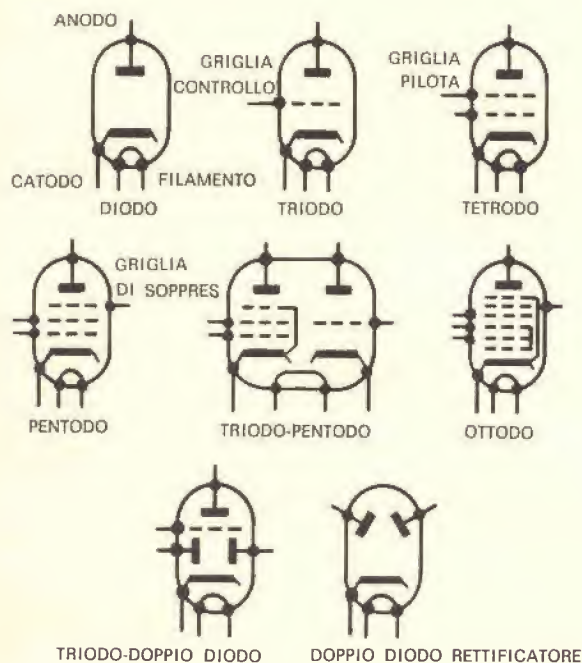 ANODO
GRIGLIA
CONTROLLO
GRIGLIA
PILOTA
CATODO
FILAMENTO
DIODO
TRIODO
TETRODO
GRIGLIA
DI SOPPRES
PENTODO
TRIODO-PENTODO
OTTODO
TRIODO-DOPPIO DIODO
DOPPIO DIODO RETTIFICATORE